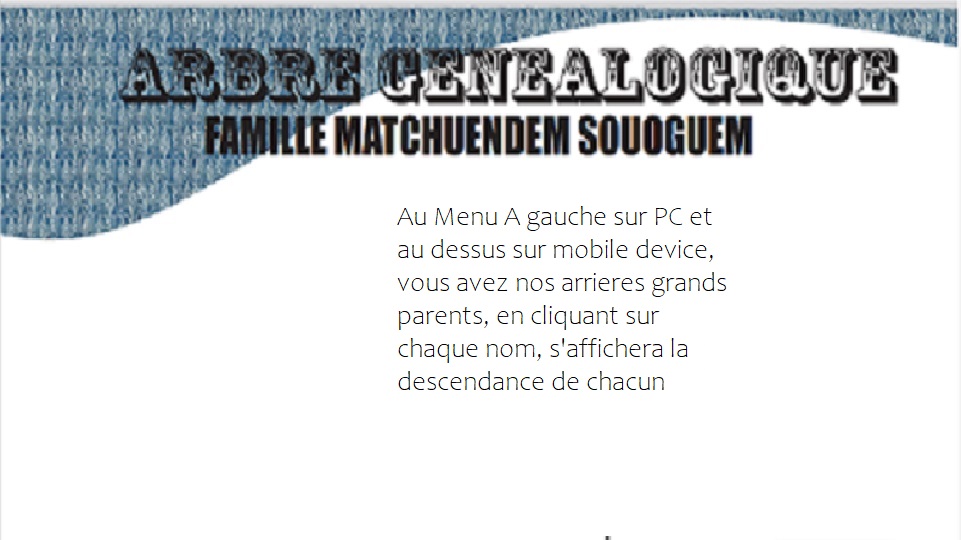 ARBRE GENEALOGIQUE
FAMILLE MATCHUENDEM SOUOGUEM
Au Menu A gauche sur PC et
au dessus sur mobile device,
vous avez nos arrieres grands
parents, en cliquant sur
chaque nom, s'affichera la
descendance de chacun